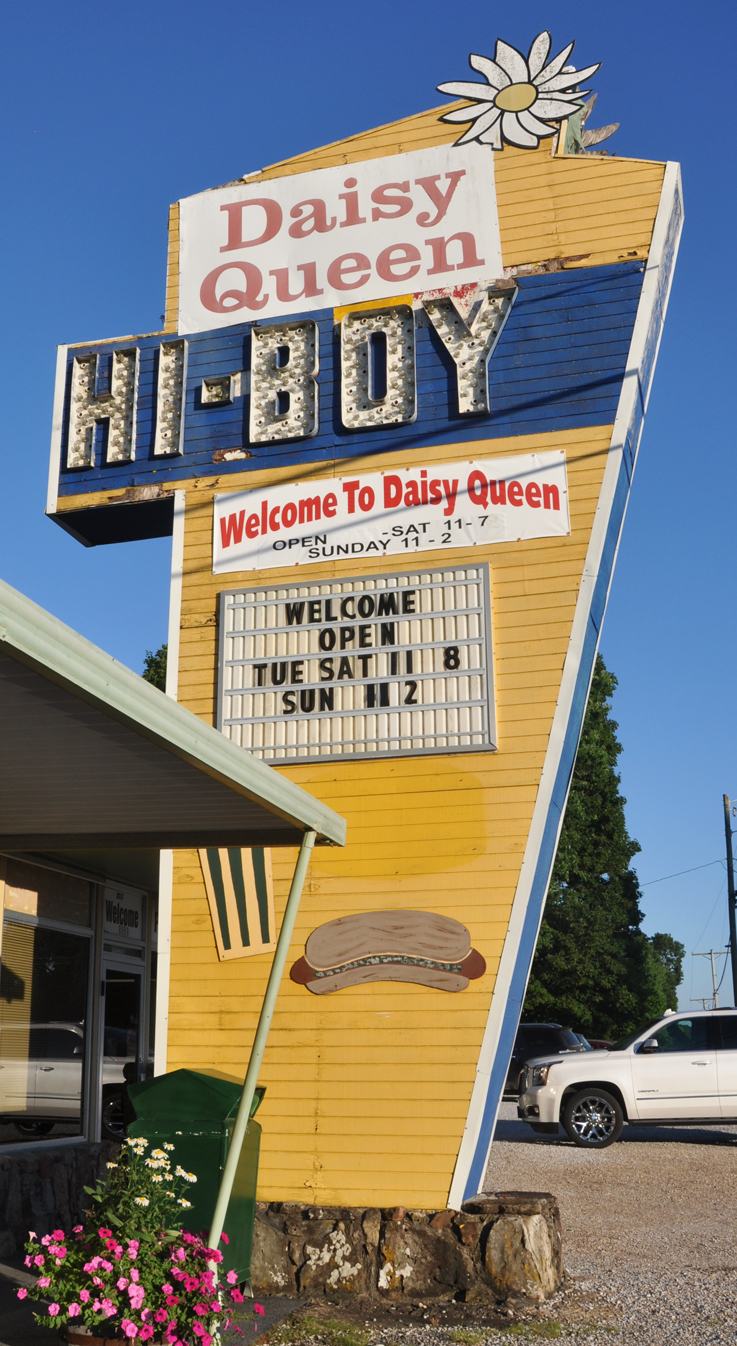 Daisy
Queen
HI-BOY
Welcome To Daisy Queen
OPEN -SAT 11-7
SUNDAY 11-2
WELCOME
OPEN
TUE SAT 11 8
SUN 11 2
Welcome